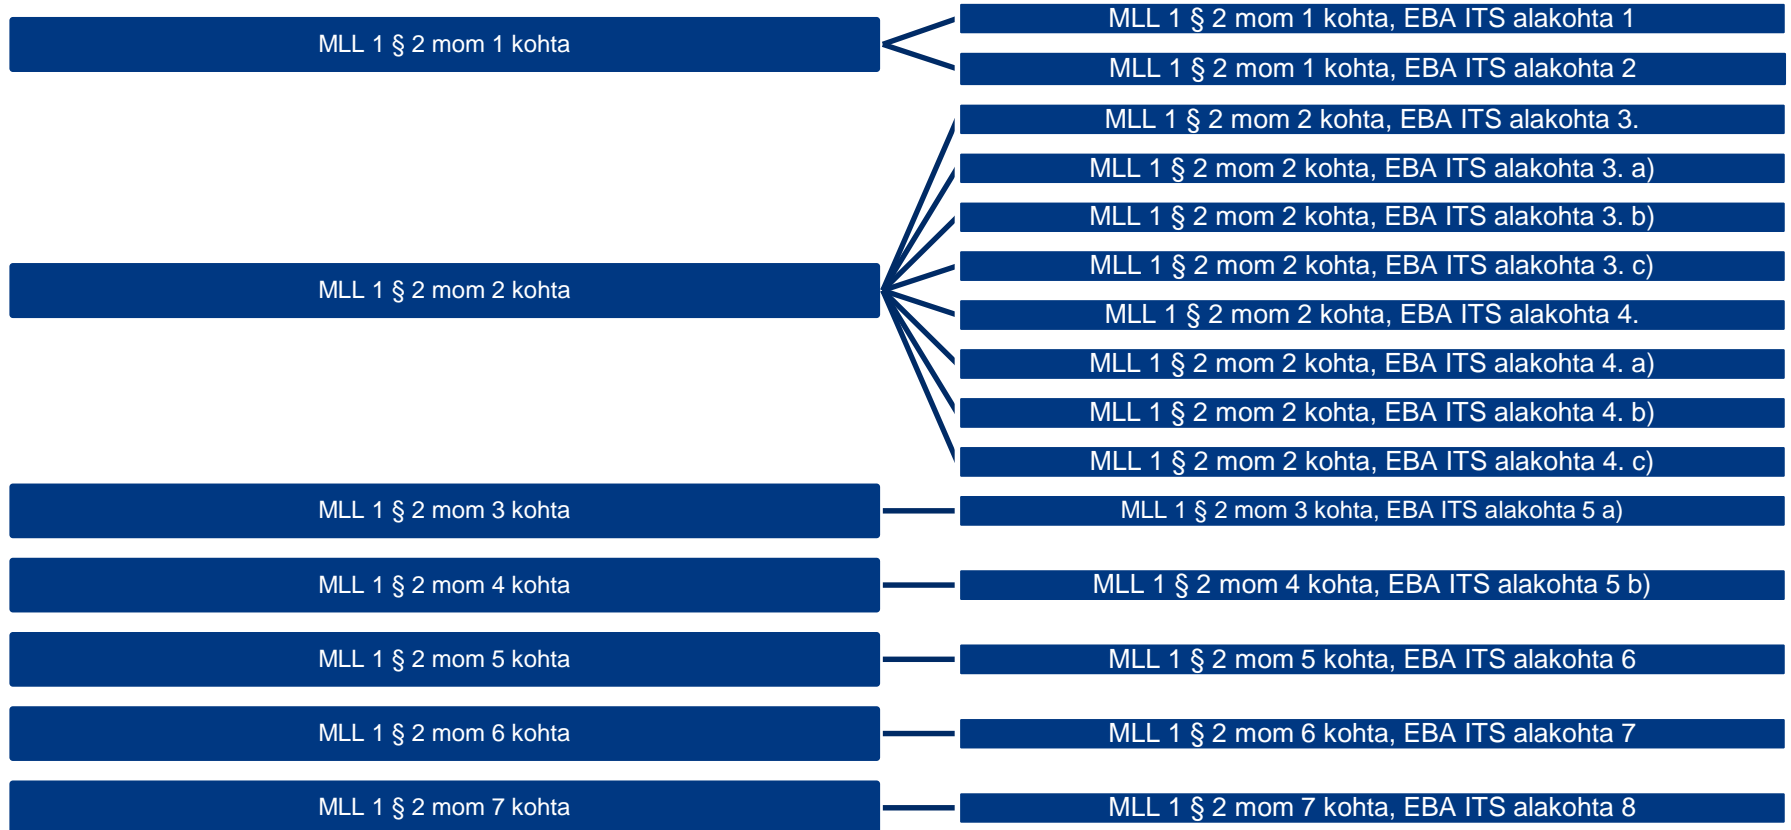 MLL 1 § 2 mom 1 kohta
MLL 1 § 2 mom 1 kohta, EBA ITS alakohta 1
MLL 1 § 2 mom 1 kohta, EBA ITS alakohta 2
MLL 1 § 2 mom 2 kohta
MLL 1 § 2 mom 2 kohta, EBA ITS alakohta 3.
MLL 1 § 2 mom 2 kohta, EBA ITS alakohta 3. a)
MLL 1 § 2 mom 2 kohta, EBA ITS alakohta 3. b)
MLL 1 § 2 mom 2 kohta, EBA ITS alakohta 3. c)
MLL 1 § 2 mom 2 kohta, EBA ITS alakohta 4.
MLL 1 § 2 mom 2 kohta, EBA ITS alakohta 4. a)
MLL 1 § 2 mom 2 kohta, EBA ITS alakohta 4. b)
MLL 1 § 2 mom 2 kohta, EBA ITS alakohta 4. c)
MLL 1 § 2 mom 3 kohta
MLL 1 § 2 mom 3 kohta, EBA ITS alakohta 5 a)
MLL 1 § 2 mom 4 kohta
MLL 1 § 2 mom 4 kohta, EBA ITS alakohta 5 b)
MLL 1 § 2 mom 5 kohta
MLL 1 § 2 mom 5 kohta, EBA ITS alakohta 6
MLL 1 § 2 mom 6 kohta
MLL 1 § 2 mom 6 kohta, EBA ITS alakohta 7
MLL 1 § 2 mom 7 kohta
MLL 1 § 2 mom 7 kohta, EBA ITS alakohta 8